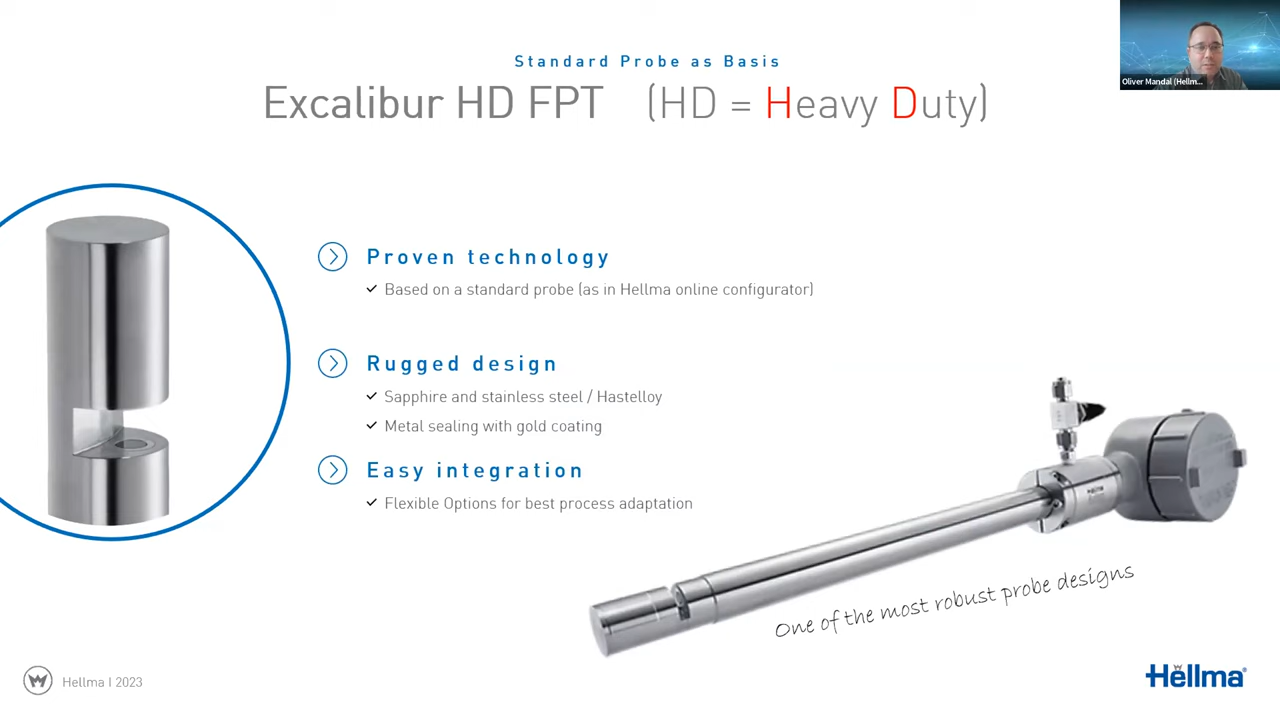 Standard Probe as Basis
Excalibur HD FPT (HD = Heavy Duty)
Oliver Mandal (Hellm...
Proven technology
Based on a standard probe (as in Hellma online configurator)
Rugged design
Sapphire and stainless steel / Hastelloy
Metal sealing with gold coating
Easy integration
Flexible Options for best process adaptation
One of the most robust probe designs
Hellma I 2023
Hellma®